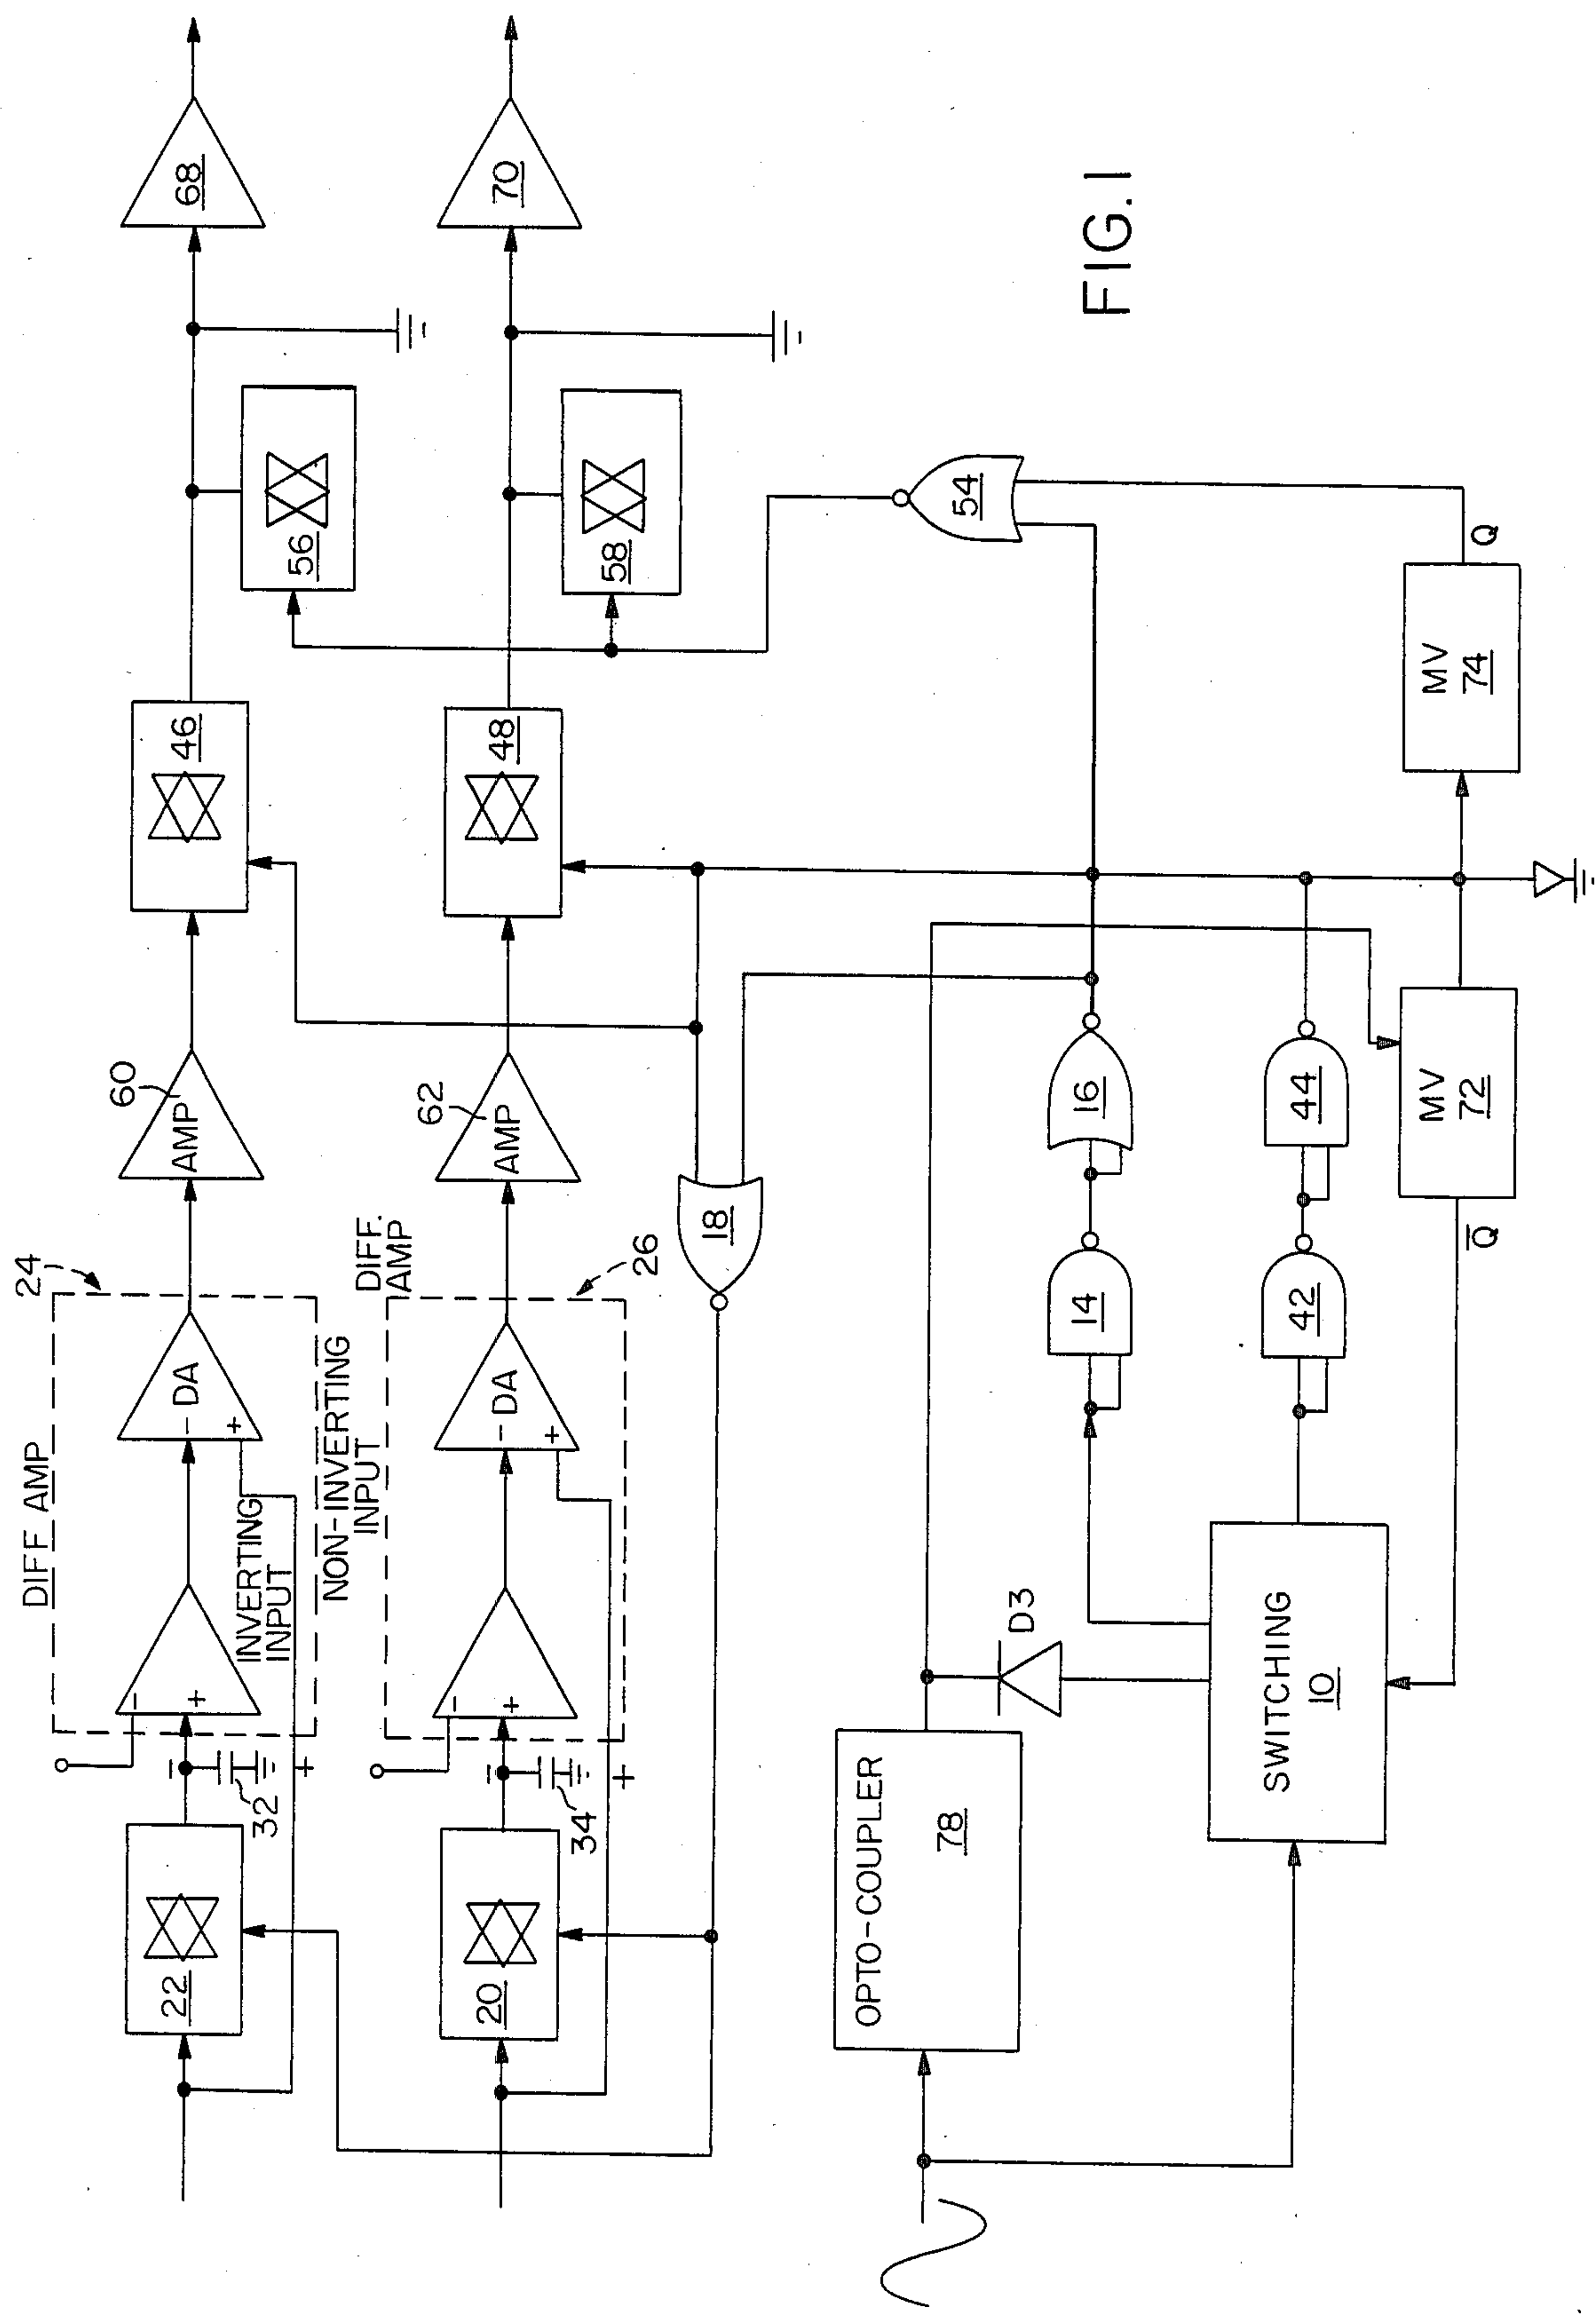 DIFF AMP
24
22
32
-
+
INVERTING
INPUT
- DA
+
60
AMP
46
56
68
NON-INVERTING
INPUT
DIFF.
AMP
26
20
34
-
+
- DA
+
62
AMP
48
58
70
18
OPTO-COUPLER
78
D3
SWITCHING
10
14
16
42
44
54
MV
72
Q̅
MV
74
Q
FIG. 1